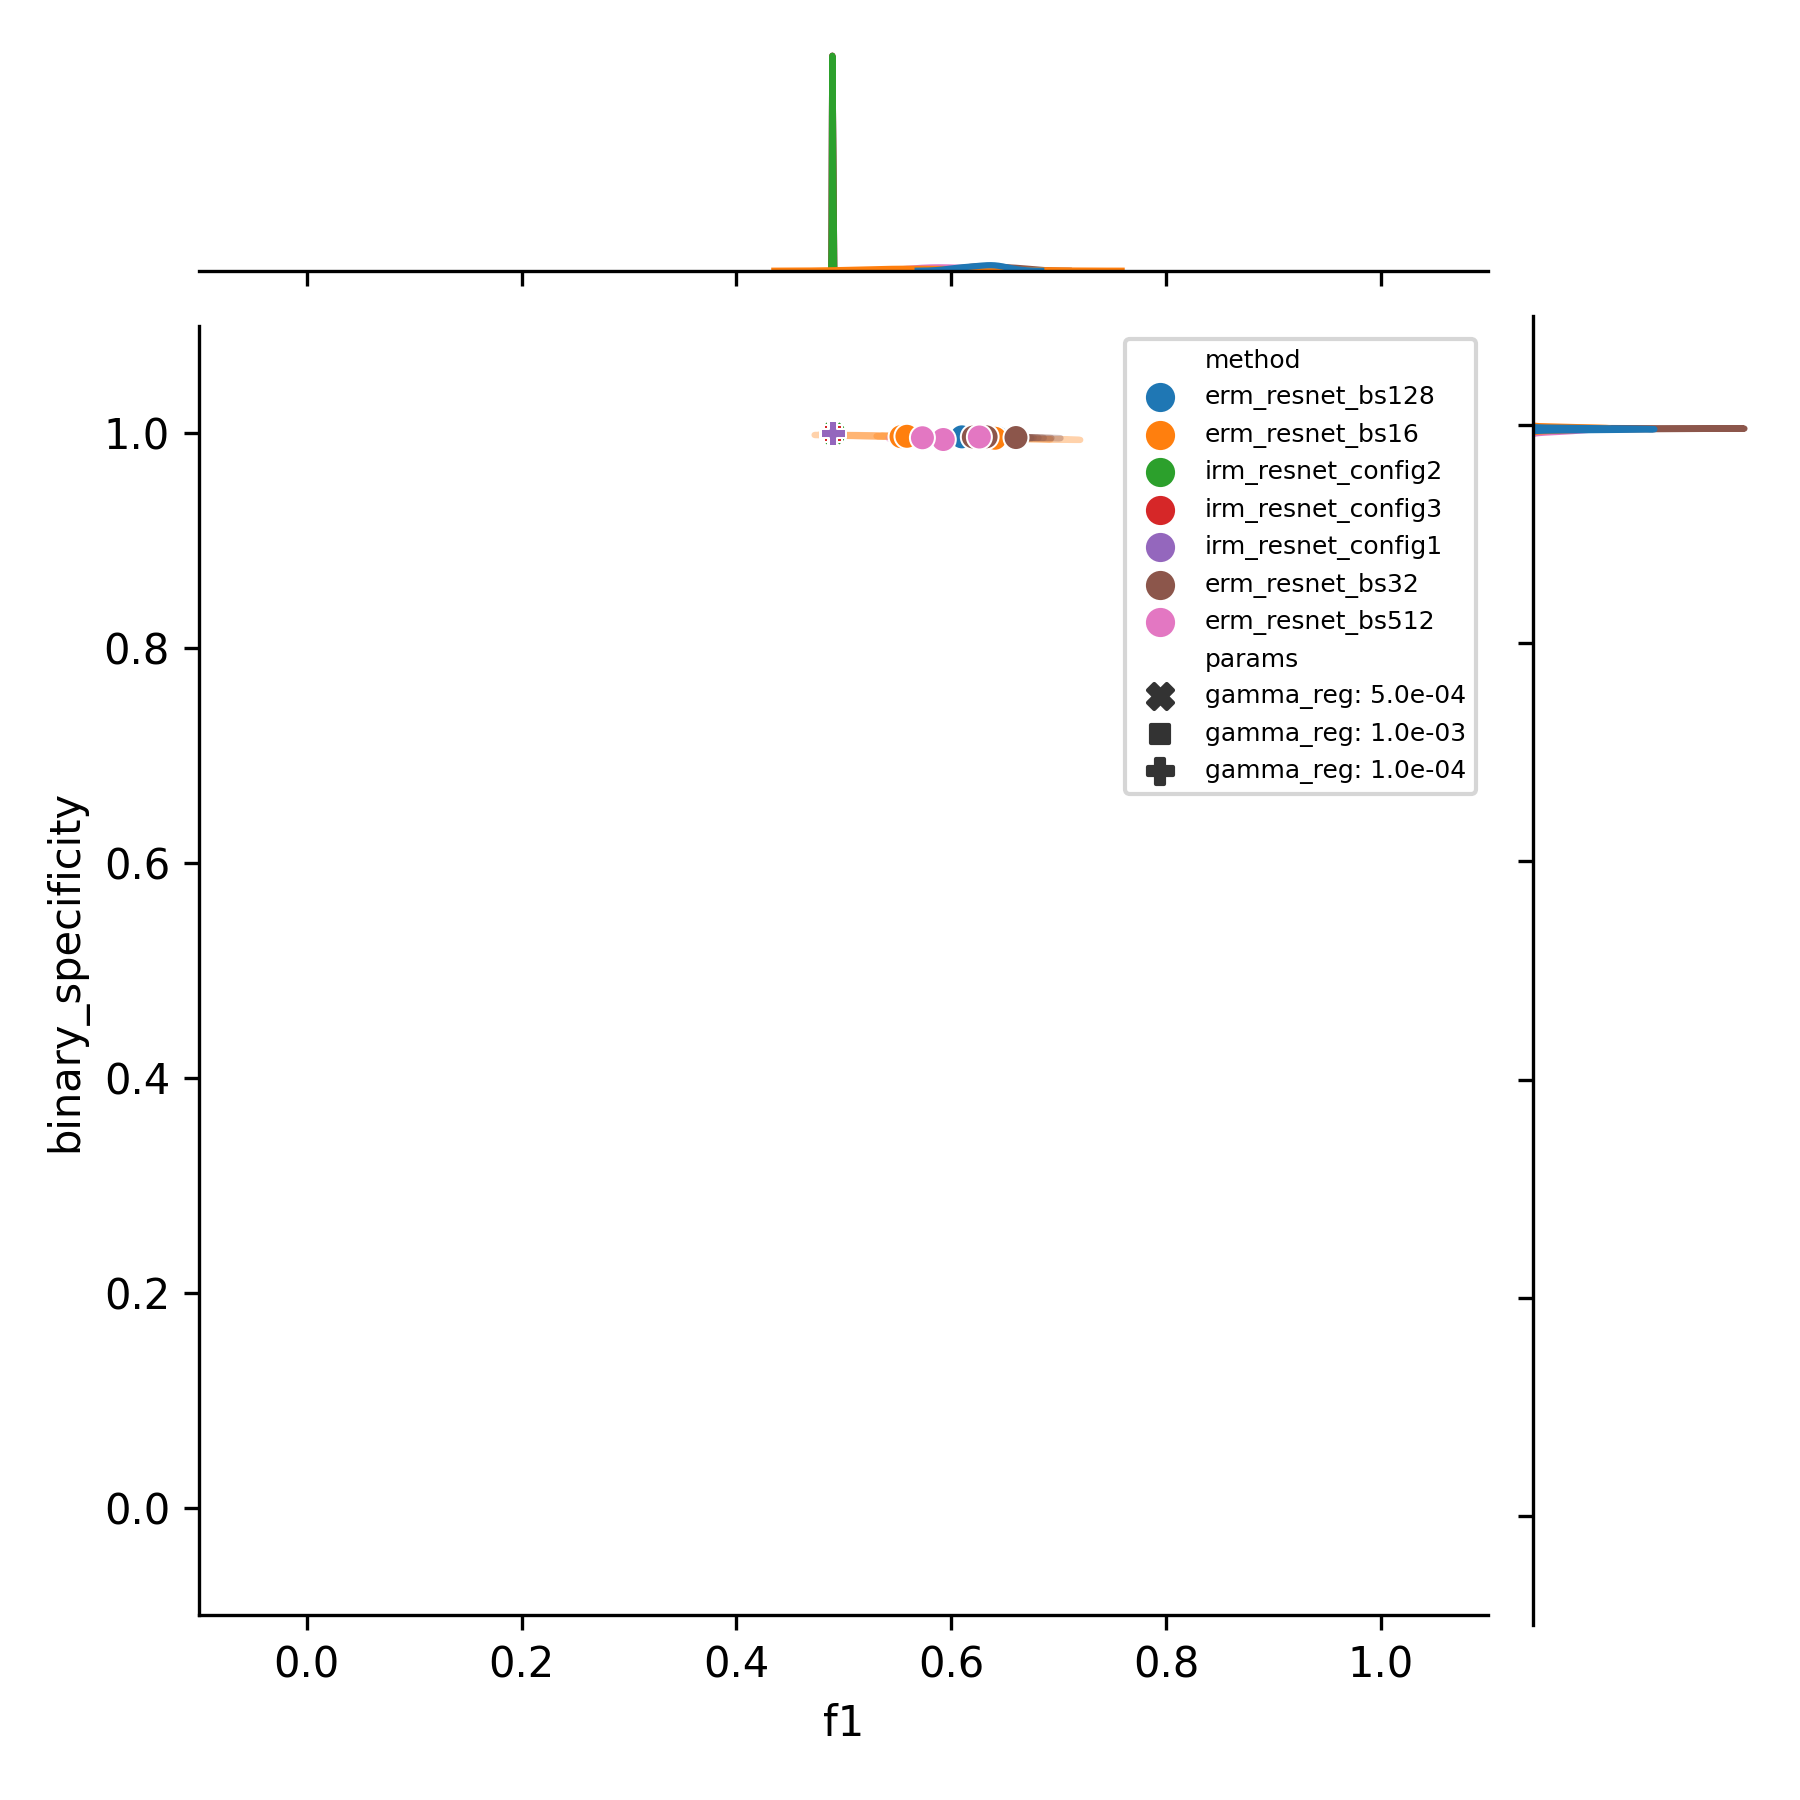 method
erm_resnet_bs128
erm_resnet_bs16
irm_resnet_config2
irm_resnet_config3
irm_resnet_config1
erm_resnet_bs32
erm_resnet_bs512
params
gamma_reg: 5.0e-04
gamma_reg: 1.0e-03
gamma_reg: 1.0e-04
1.0
0.8
0.6
0.4
0.2
0.0
binary_specificity
0.0 0.2 0.4 0.6 0.8 1.0
f1